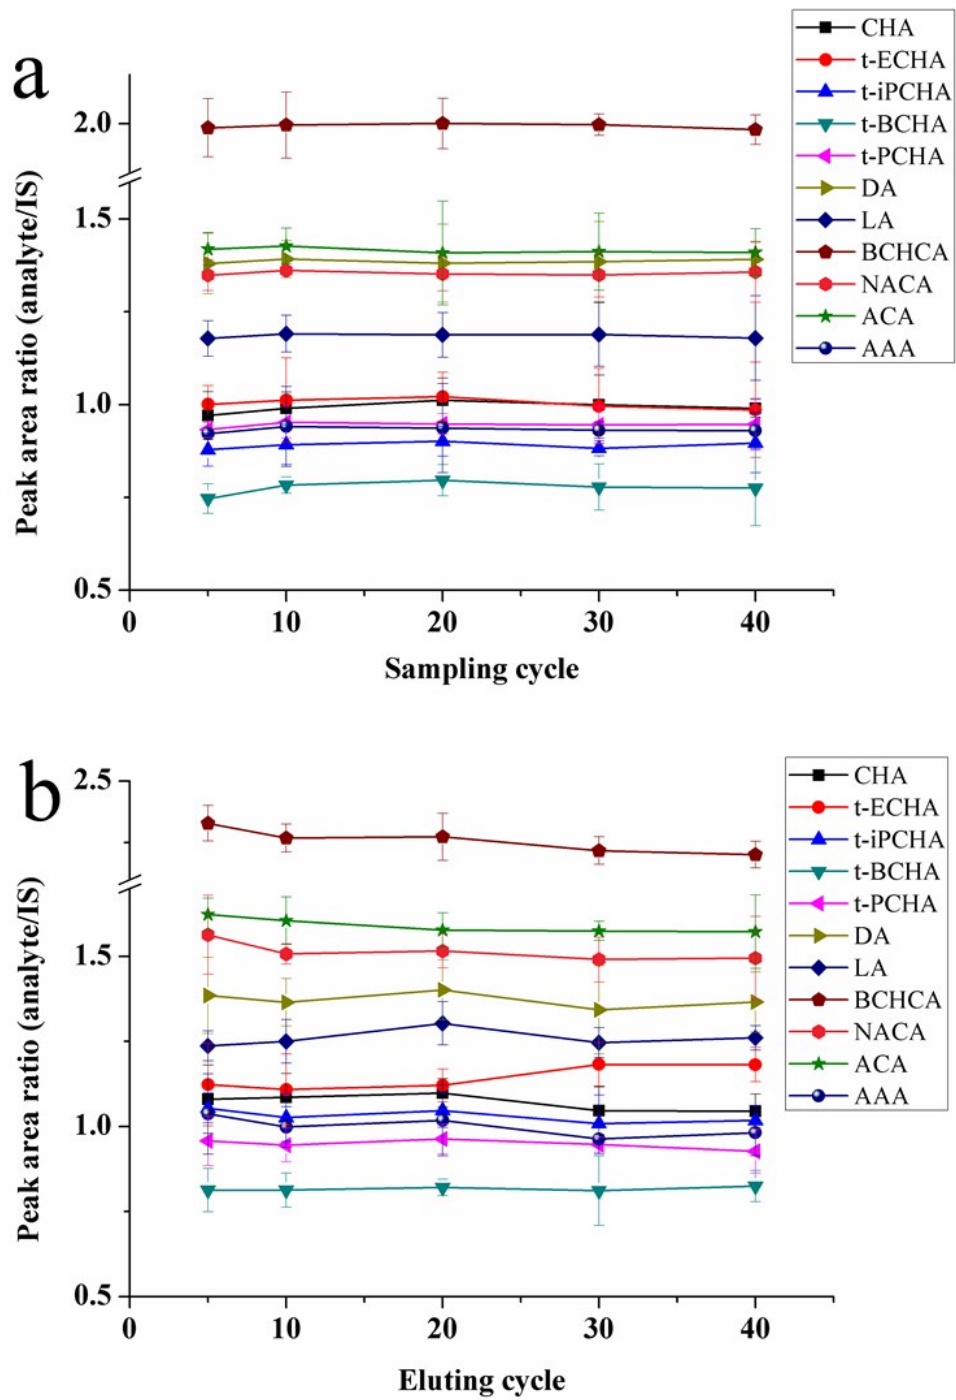 a
CHA
t-ECHA
t-iPCHA
t-BCHA
t-PCHA
DA
LA
BCHCA
NACA
ACA
AAA
Peak area ratio (analyte/IS)
2.0
1.5
1.0
0.5
0 10 20 30 40
Sampling cycle
b
CHA
t-ECHA
t-iPCHA
t-BCHA
t-PCHA
DA
LA
BCHCA
NACA
ACA
AAA
Peak area ratio (analyte/IS)
2.5
1.5
1.0
0.5
0 10 20 30 40
Eluting cycle